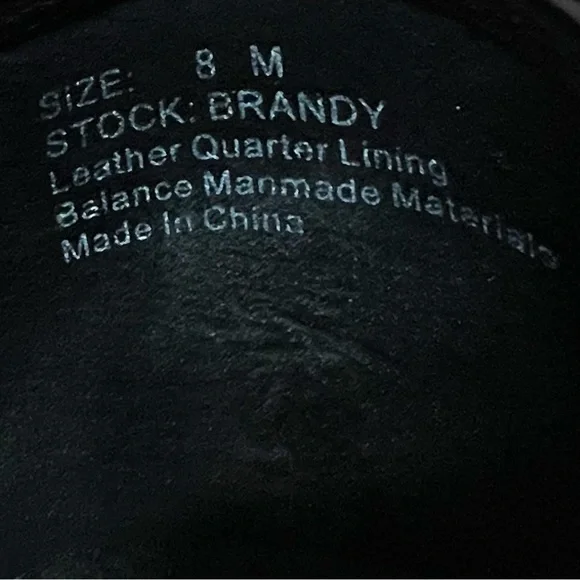 SIZE: 8 M
STOCK: BRANDY
Leather Quarter Lining
Balance Manmade Materials
Made In China